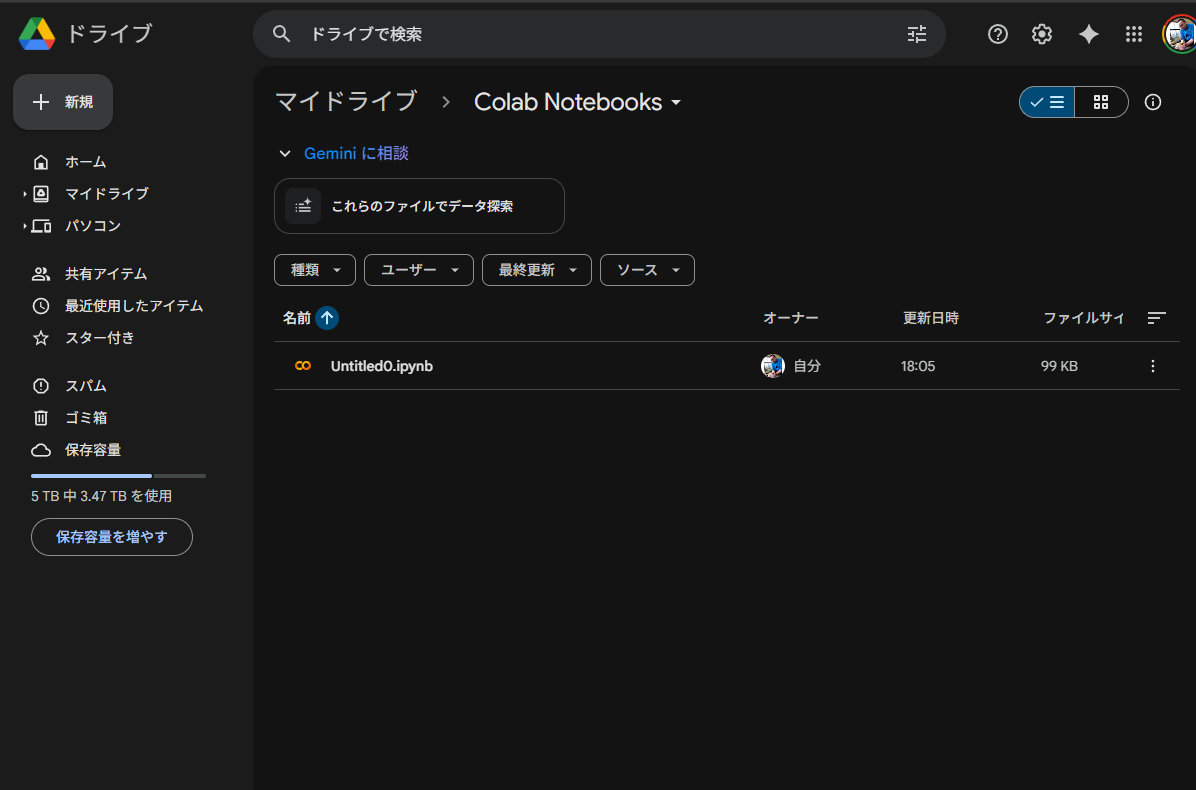 ドライブ
ドライブで検索
新規
ホーム
マイドライブ
パソコン
共有アイテム
最近使用したアイテム
スター付き
スパム
ゴミ箱
保存容量
5 TB 中 3.47 TB を使用
保存容量を増やす
マイドライブ
Colab Notebooks
Gemini に相談
これらのファイルでデータ探索
種類
ユーザー
最終更新
ソース
名前 オーナー 更新日時 ファイルサイ
Untitled0.ipynb 自分 18:05 99 KB